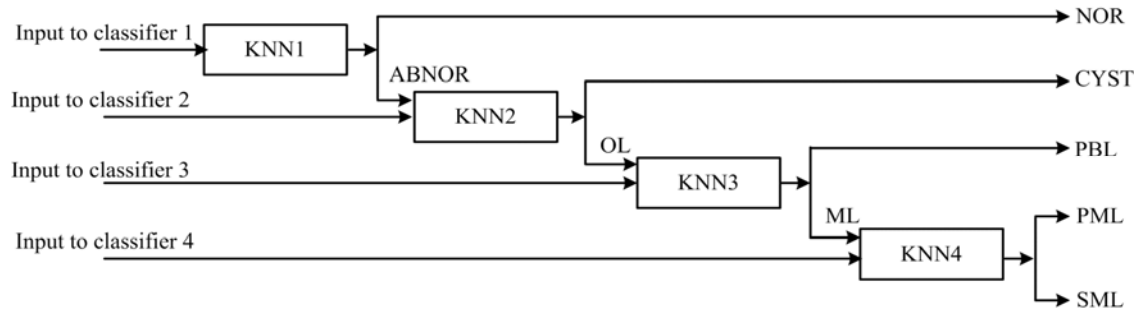 Input to classifier 1
KNN1
NOR
ABNOR
Input to classifier 2
KNN2
CYST
OL
Input to classifier 3
KNN3
PBL
ML
Input to classifier 4
KNN4
PML
SML